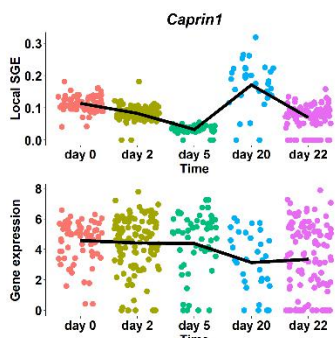 Caprin1
Local SGE
0.3
0.2
0.1
0.0
day 0 day 2 day 5 day 20 day 22
Time
Gene expression
8
6
4
2
0
day 0 day 2 day 5 day 20 day 22
Time